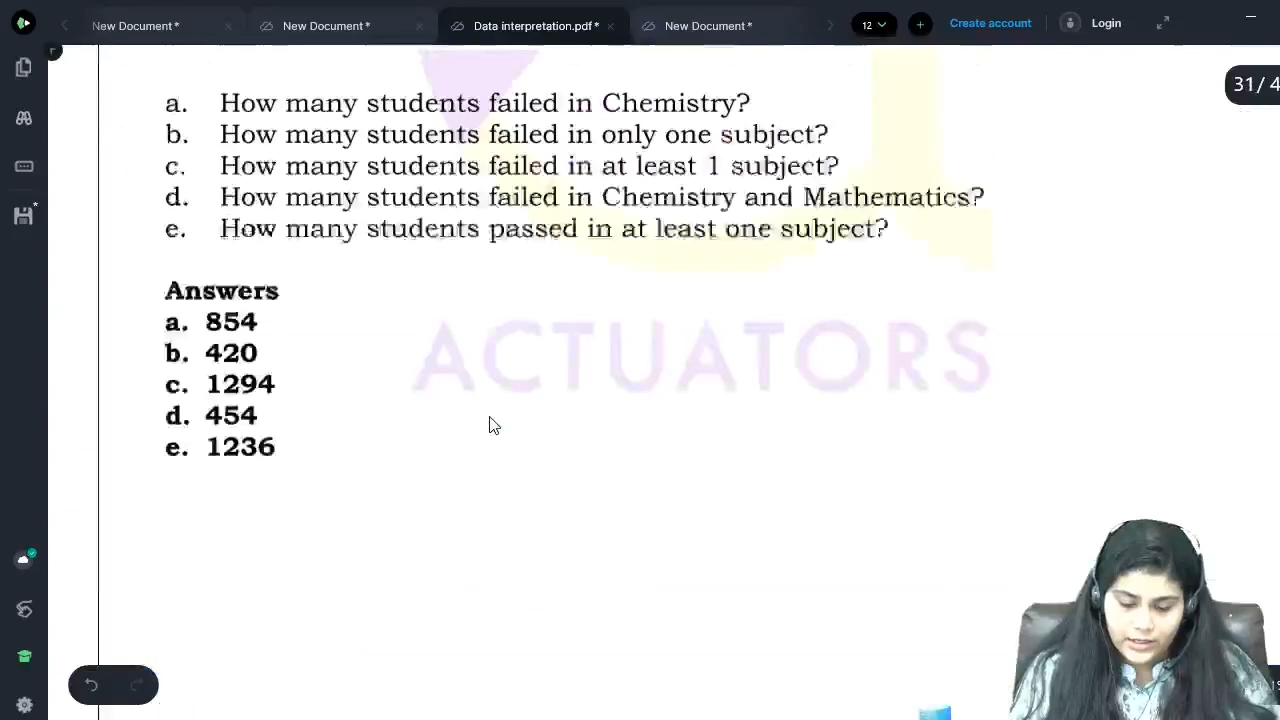 New Document *
New Document *
Data interpretation.pdf *
New Document *
12
Create account
Login
31/ 4
a. How many students failed in Chemistry?
b. How many students failed in only one subject?
c. How many students failed in at least 1 subject?
d. How many students failed in Chemistry and Mathematics?
e. How many students passed in at least one subject?
Answers
a. 854
b. 420
c. 1294
d. 454
e. 1236
ACTUATORS